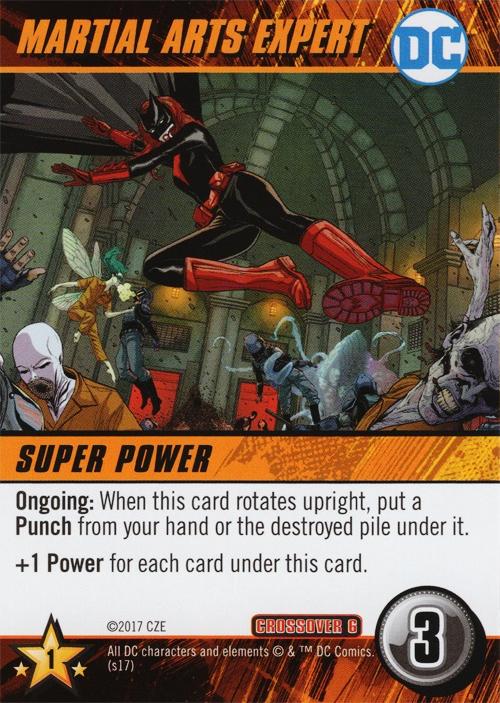 MARTIAL ARTS EXPERT
DC
SUPER POWER
Ongoing: When this card rotates upright, put a
Punch from your hand or the destroyed pile under it.
+1 Power for each card under this card.
©2017 CZE
CROSSOVER 6
1
All DC characters and elements © & ™ DC Comics.
(s17)
3